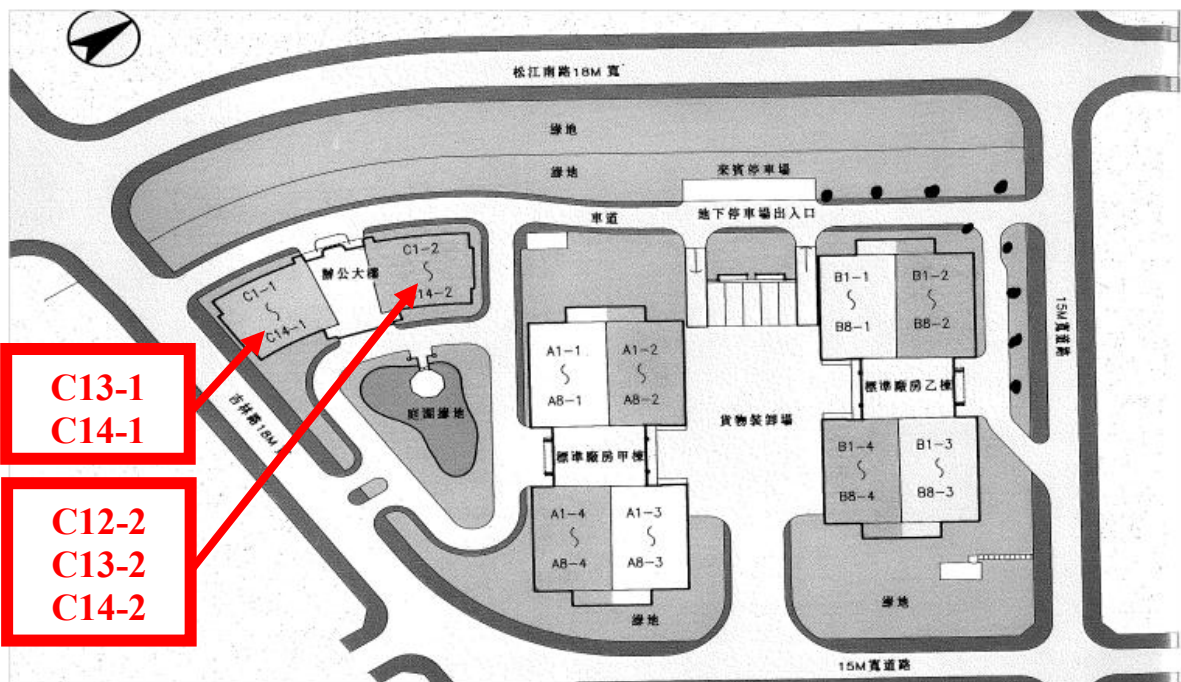 松江南路18M 寬
綠地
綠地
來賓停車場
車道
地下停車場出入口
C1-2
C14-2
辦公大樓
C1-1
C14-1
B1-1
B8-1
B1-2
B8-2
15M寬道路
C13-1
C14-1
吉林路18M
A1-1
A8-1
A1-2
A8-2
庭園綠地
標準廠房乙棟
貨物裝卸場
標準廠房甲棟
B1-4
B8-4
B1-3
B8-3
C12-2
C13-2
C14-2
A1-4
A8-4
A1-3
A8-3
綠地
綠地
15M寬道路